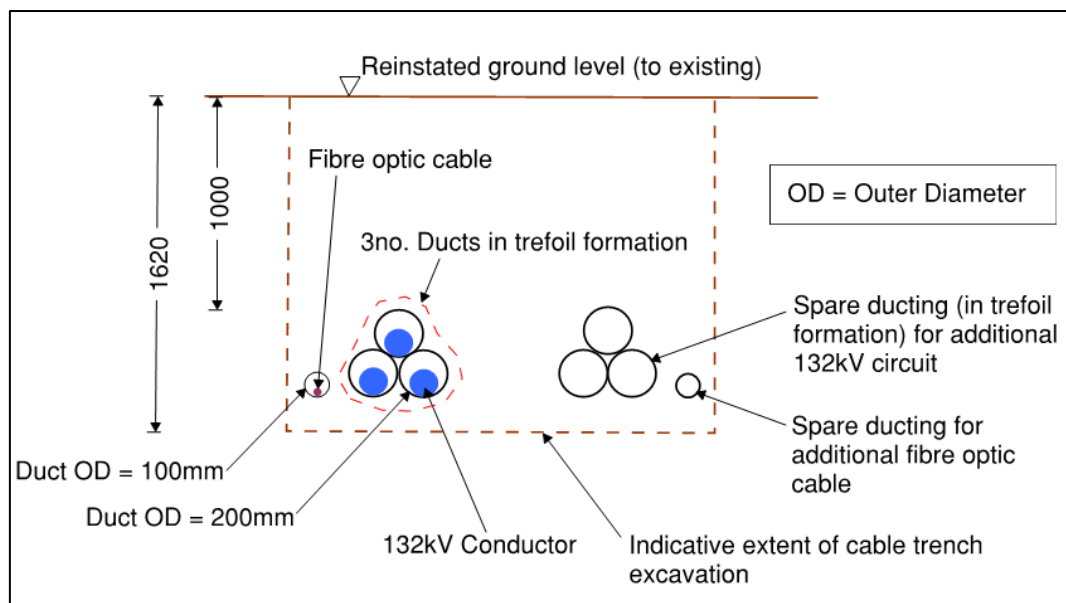 Reinstated ground level (to existing)
Fibre optic cable
OD = Outer Diameter
1000
1620
3no. Ducts in trefoil formation
Spare ducting (in trefoil
formation) for additional
132kV circuit
Spare ducting for
additional fibre optic
cable
Duct OD = 100mm
Duct OD = 200mm
132kV Conductor
Indicative extent of cable trench
excavation